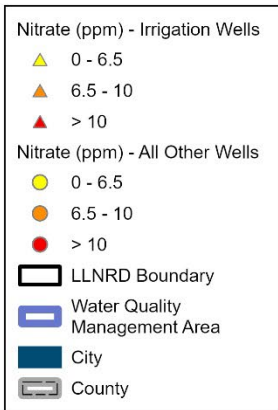 Nitrate (ppm) - Irrigation Wells
0 - 6.5
6.5 - 10
> 10
Nitrate (ppm) - All Other Wells
0 - 6.5
6.5 - 10
> 10
LLNRD Boundary
Water Quality
Management Area
City
County